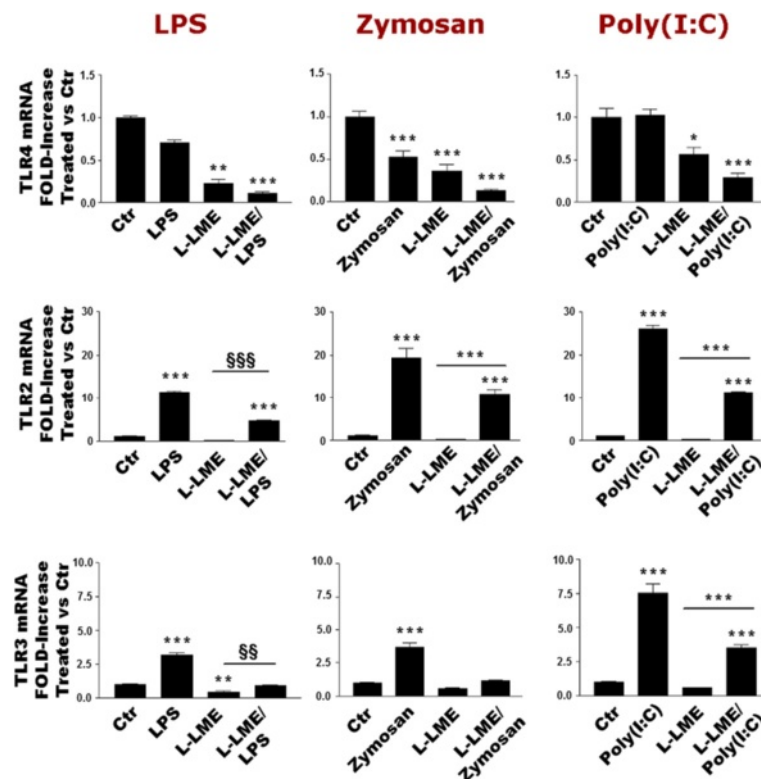 LPS Zymosan Poly(I:C)
TLR4 mRNA
FOLD-Increase
Treated vs Ctr
1.5
1.0
0.5
0.0
** ***
Ctr LPS L-LME L-LME/
LPS
1.5
1.0
0.5
0.0
*** *** ***
Ctr Zymosan L-LME L-LME/
Zymosan
1.5
1.0
0.5
0.0
* ***
Ctr Poly(I:C) L-LME L-LME/
Poly(I:C)
TLR2 mRNA
FOLD-Increase
Treated vs Ctr
30
20
10
0
*** §§§ ***
Ctr LPS L-LME L-LME/
LPS
30
20
10
0
*** *** ***
Ctr Zymosan L-LME L-LME/
Zymosan
30
20
10
0
*** *** ***
Ctr Poly(I:C) L-LME L-LME/
Poly(I:C)
TLR3 mRNA
FOLD-Increase
Treated vs Ctr
10.0
7.5
5.0
2.5
0.0
*** ** §§
Ctr LPS L-LME L-LME/
LPS
10.0
7.5
5.0
2.5
0.0
***
Ctr Zymosan L-LME L-LME/
Zymosan
10.0
7.5
5.0
2.5
0.0
*** *** ***
Ctr Poly(I:C) L-LME L-LME/
Poly(I:C)